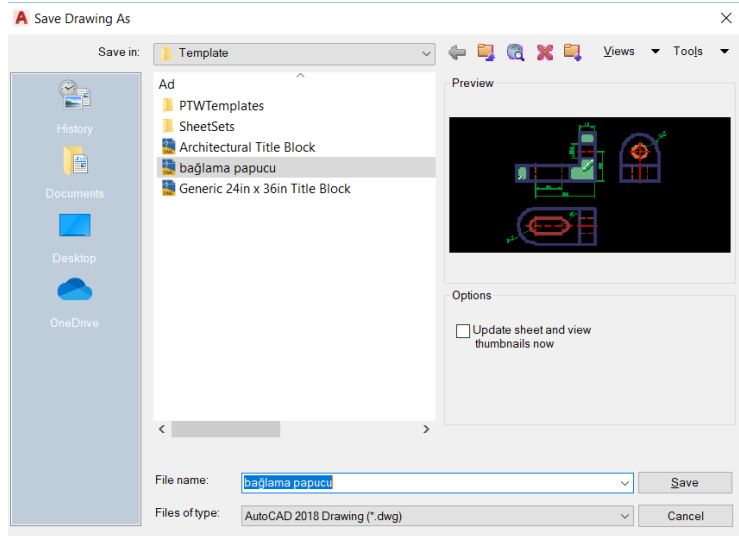 Save Drawing As
Save in:
Template
Views
Tools
History
Documents
Desktop
OneDrive
Ad
PTWTemplates
SheetSets
Architectural Title Block
bağlama papucu
Generic 24in x 36in Title Block
Preview
Options
Update sheet and view
thumbnails now
File name:
bağlama papucu
Save
Files of type:
AutoCAD 2018 Drawing (*.dwg)
Cancel